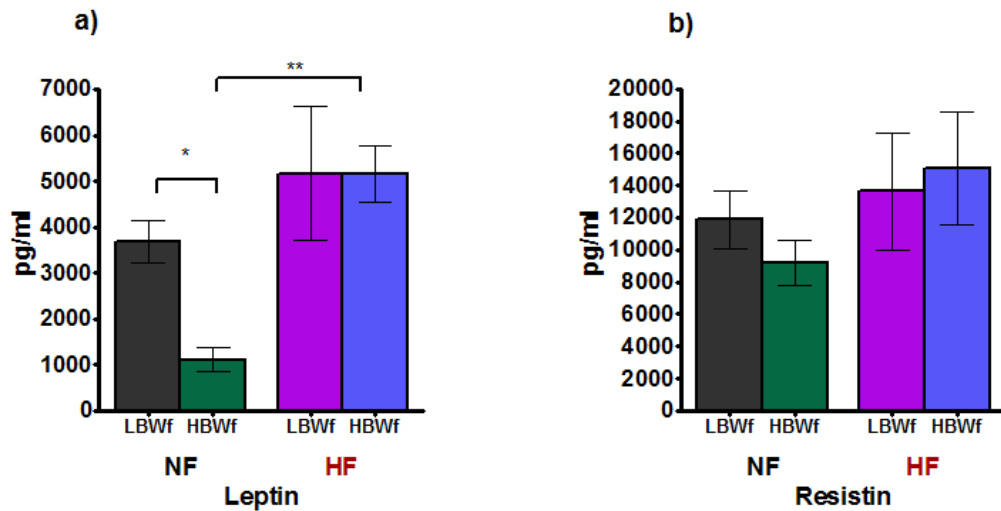 a)
**
*
7000
6000
5000
4000
3000
2000
1000
0
pg/ml
LBWf HBWf LBWf HBWf
NF HF
Leptin
b)
20000
18000
16000
14000
12000
10000
8000
6000
4000
2000
0
pg/ml
LBWf HBWf LBWf HBWf
NF HF
Resistin